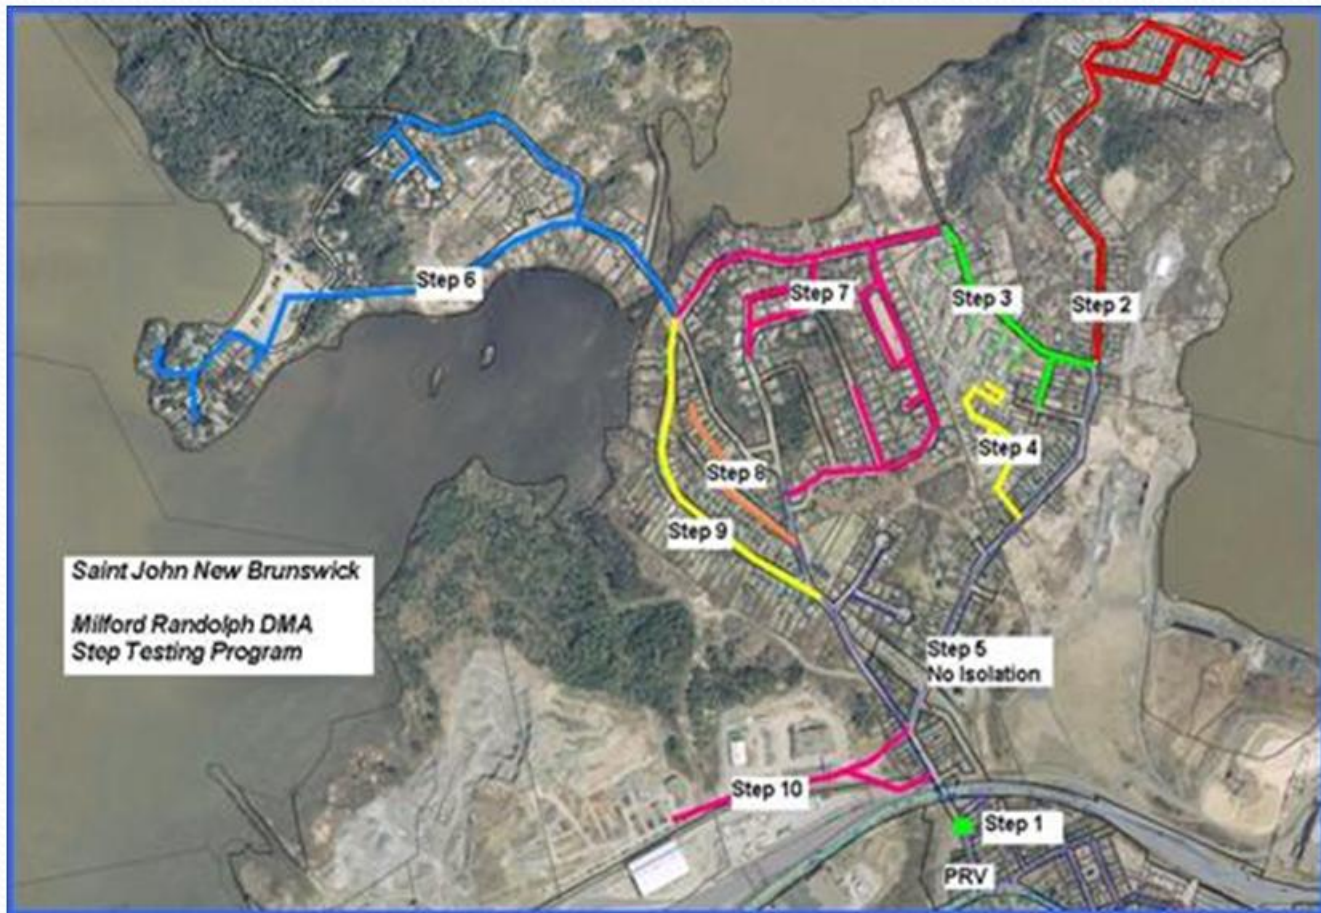 Step 6
Step 7
Step 3
Step 2
Step 4
Step 8
Step 9
Saint John New Brunswick
Milford Randolph DMA
Step Testing Program
Step 5
No Isolation
Step 10
Step 1
PRV